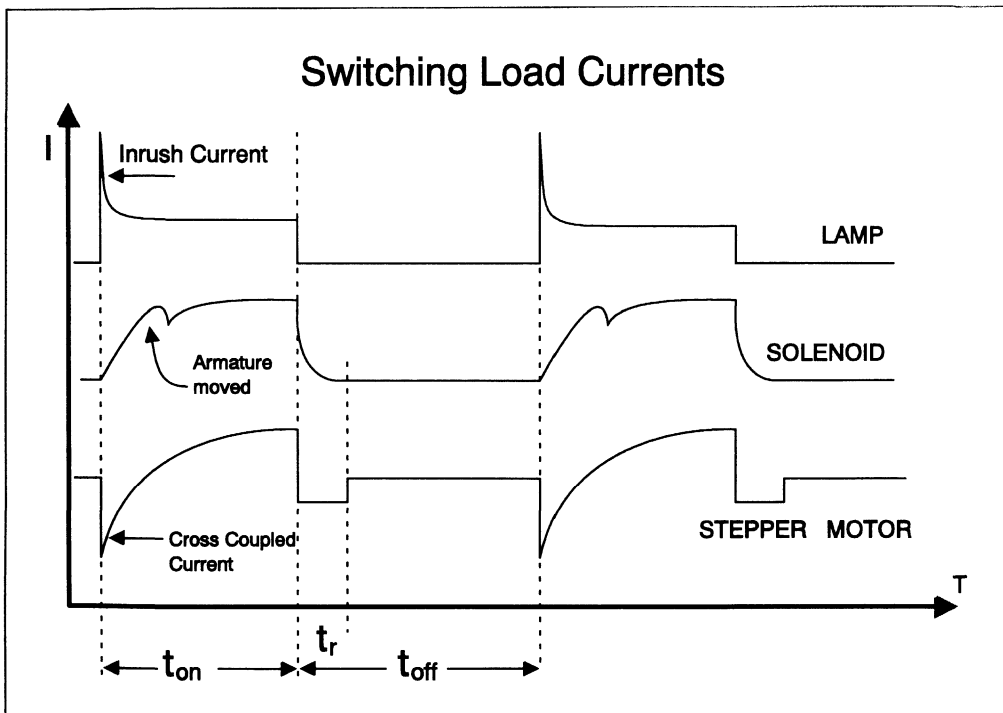 Switching Load Currents
I
Inrush Current
LAMP
SOLENOID
Armature
moved
STEPPER MOTOR
Cross Coupled
Current
T
tr
ton
toff